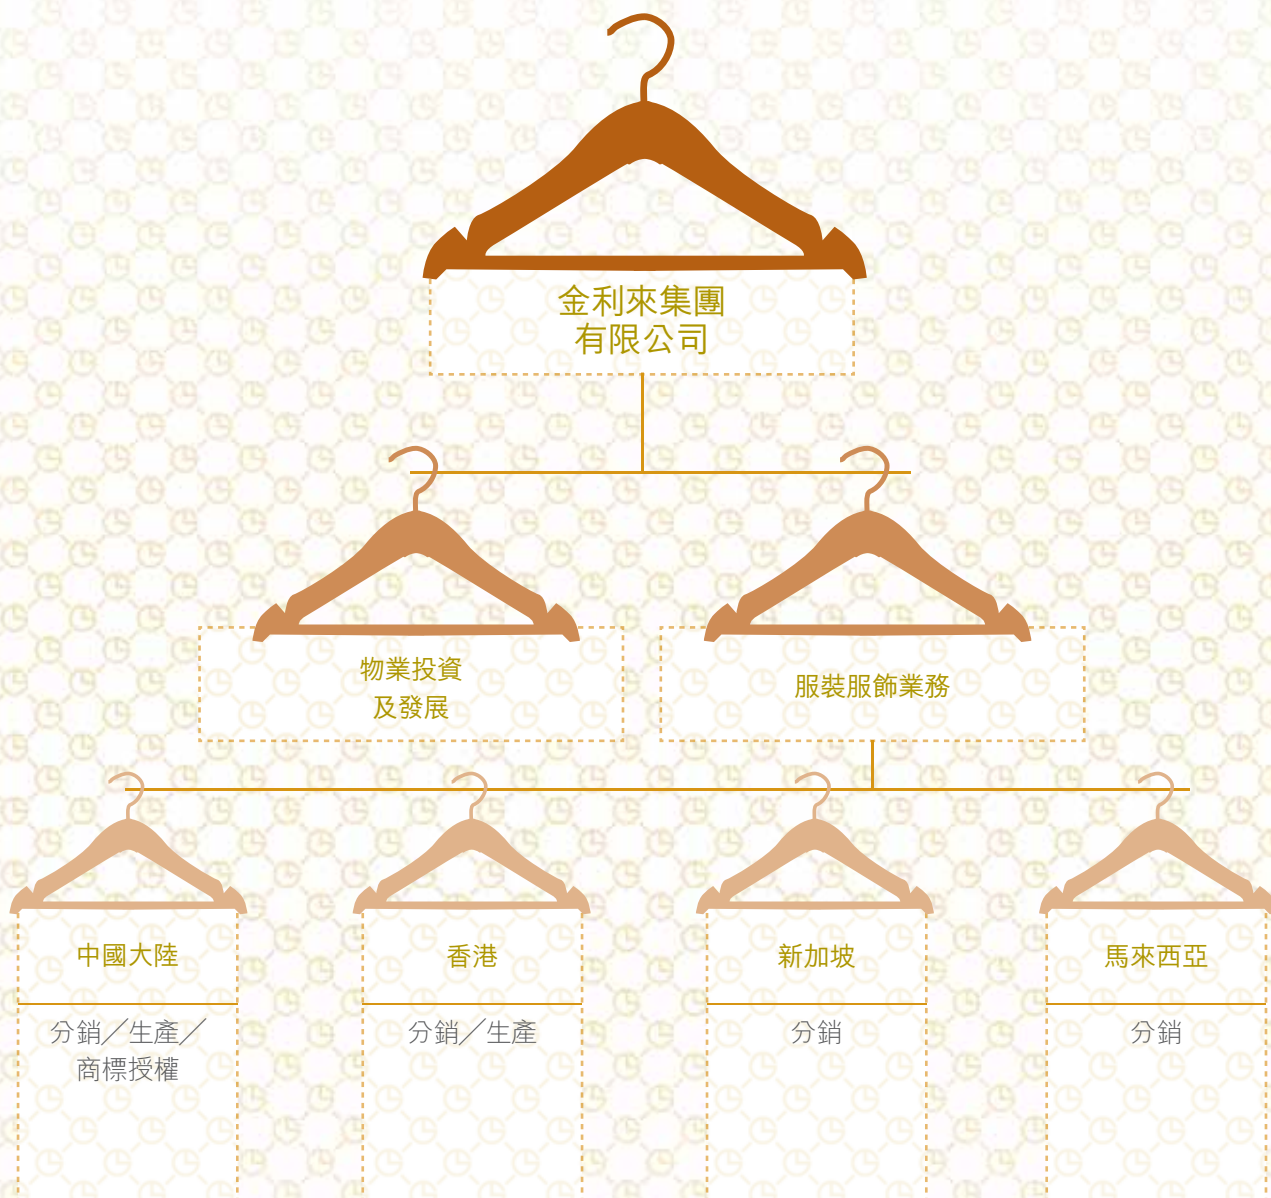 金利來集團
有限公司
物業投資
及發展
服裝服飾業務
中國大陸
分銷╱生產╱
商標授權
香港
分銷╱生產
新加坡
分銷
馬來西亞
分銷